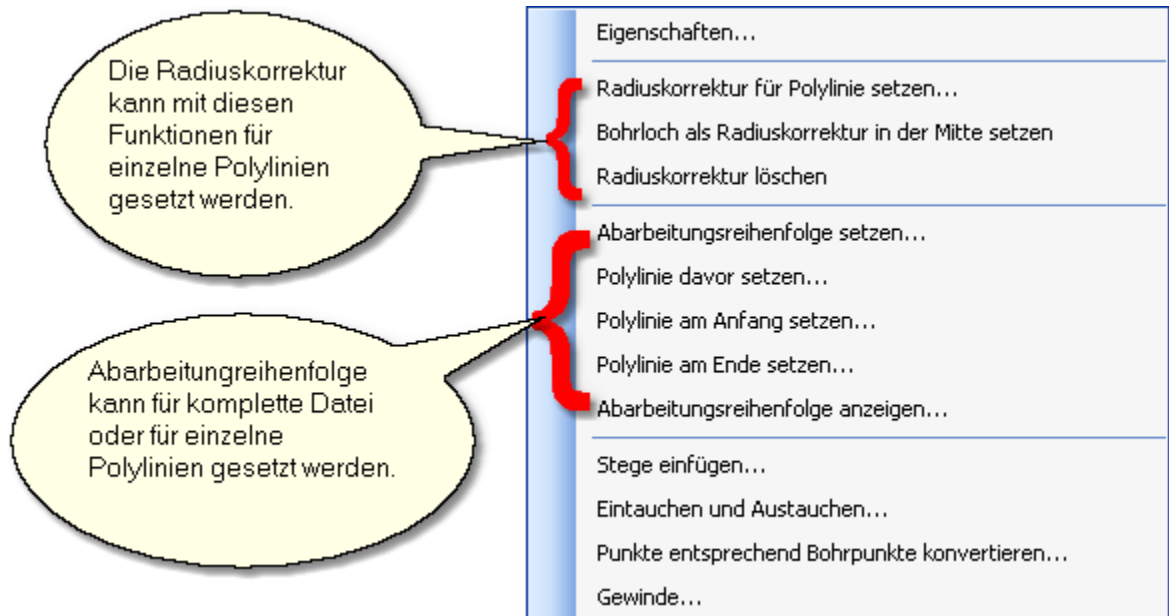 Die Radiuskorrektur
kann mit diesen
Funktionen für
einzelne Polylinien
gesetzt werden.
Abarbeitungreihenfolge
kann für komplette Datei
oder für einzelne
Polylinien gesetzt werden.
Eigenschaften...
Radiuskorrektur für Polylinie setzen...
Bohrloch als Radiuskorrektur in der Mitte setzen
Radiuskorrektur löschen
Abarbeitungsreihenfolge setzen...
Polylinie davor setzen...
Polylinie am Anfang setzen...
Polylinie am Ende setzen...
Abarbeitungsreihenfolge anzeigen...
Stege einfügen...
Eintauchen und Austauchen...
Punkte entsprechend Bohrpunkte konvertieren...
Gewinde...